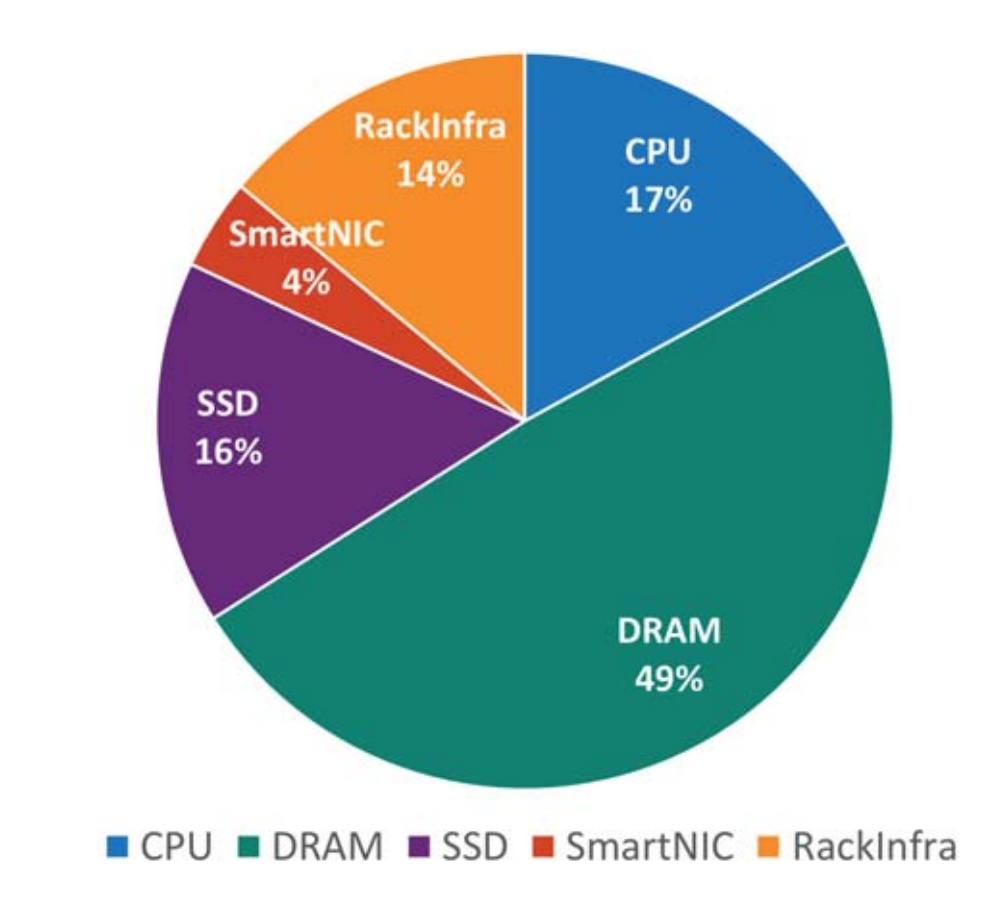 RackInfra
14%
CPU
17%
SmartNIC
4%
SSD
16%
DRAM
49%
CPU DRAM SSD SmartNIC RackInfra